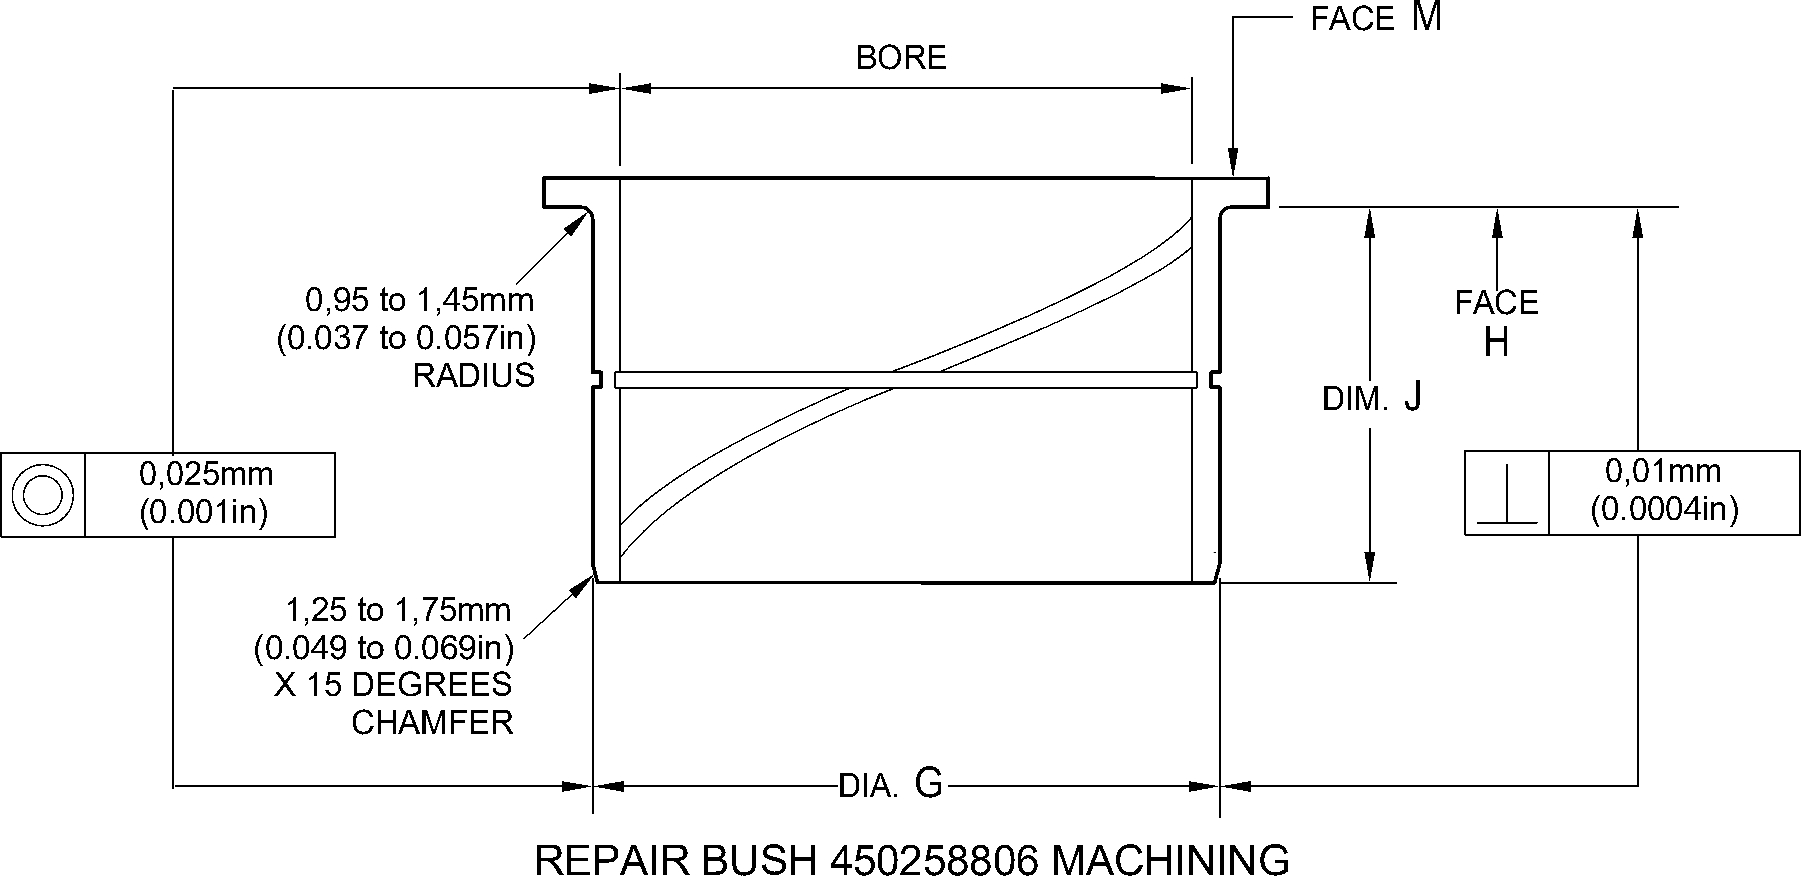 FACE M
BORE
0,95 to 1,45mm
(0.037 to 0.057in)
RADIUS
FACE
H
DIM. J
0,025mm
(0.001in)
0,01mm
(0.0004in)
1,25 to 1,75mm
(0.049 to 0.069in)
X 15 DEGREES
CHAMFER
DIA. G
REPAIR BUSH 450258806 MACHINING